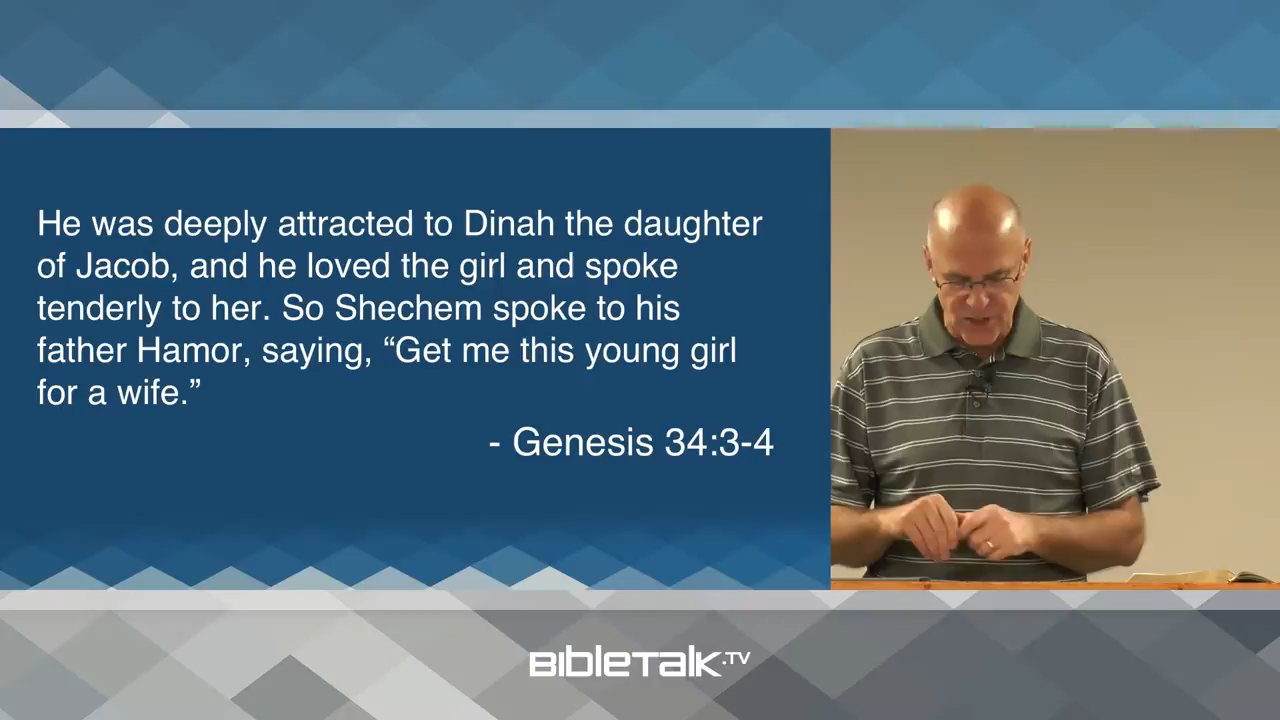 He was deeply attracted to Dinah the daughter
of Jacob, and he loved the girl and spoke
tenderly to her. So Shechem spoke to his
father Hamor, saying, “Get me this young girl
for a wife.”
- Genesis 34:3-4
BibleTalk.TV